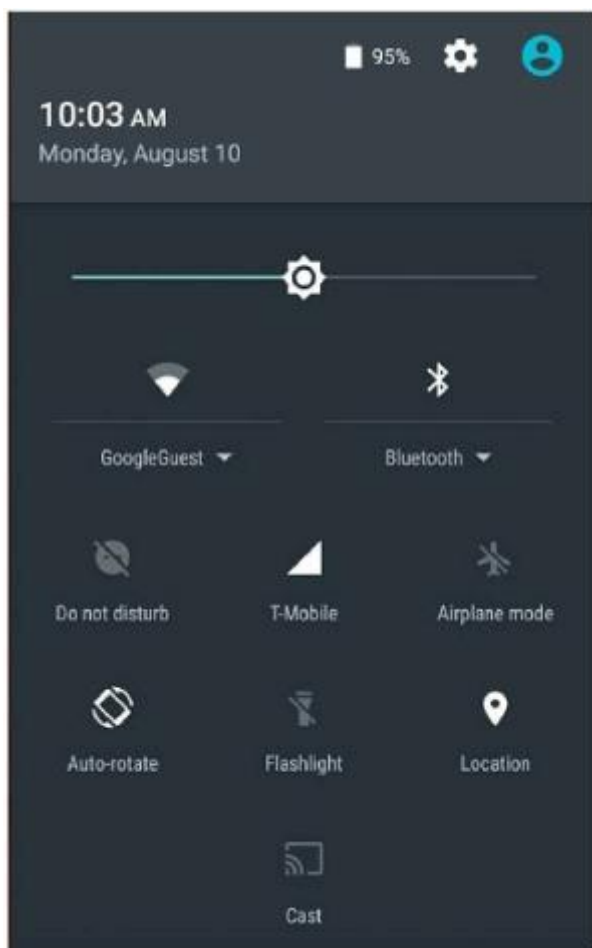 95%
10:03 AM
Monday, August 10
GoogleGuest
Bluetooth
Do not disturb
T-Mobile
Airplane mode
Auto-rotate
Flashlight
Location
Cast